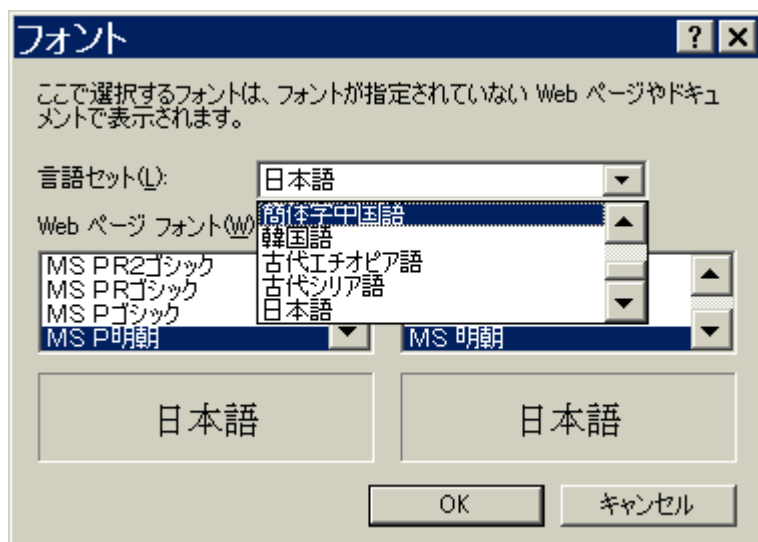 フォント
ここで選択するフォントは、フォントが指定されていない Web ページやドキュ
メントで表示されます。
言語セット(L):
日本語
簡体字中国語
韓国語
古代エチオピア語
古代シリア語
日本語
Web ページ フォント(W)
MS PR2ゴシック
MS PRゴシック
MS Pゴシック
MS P明朝
MS 明朝
日本語
日本語
OK
キャンセル